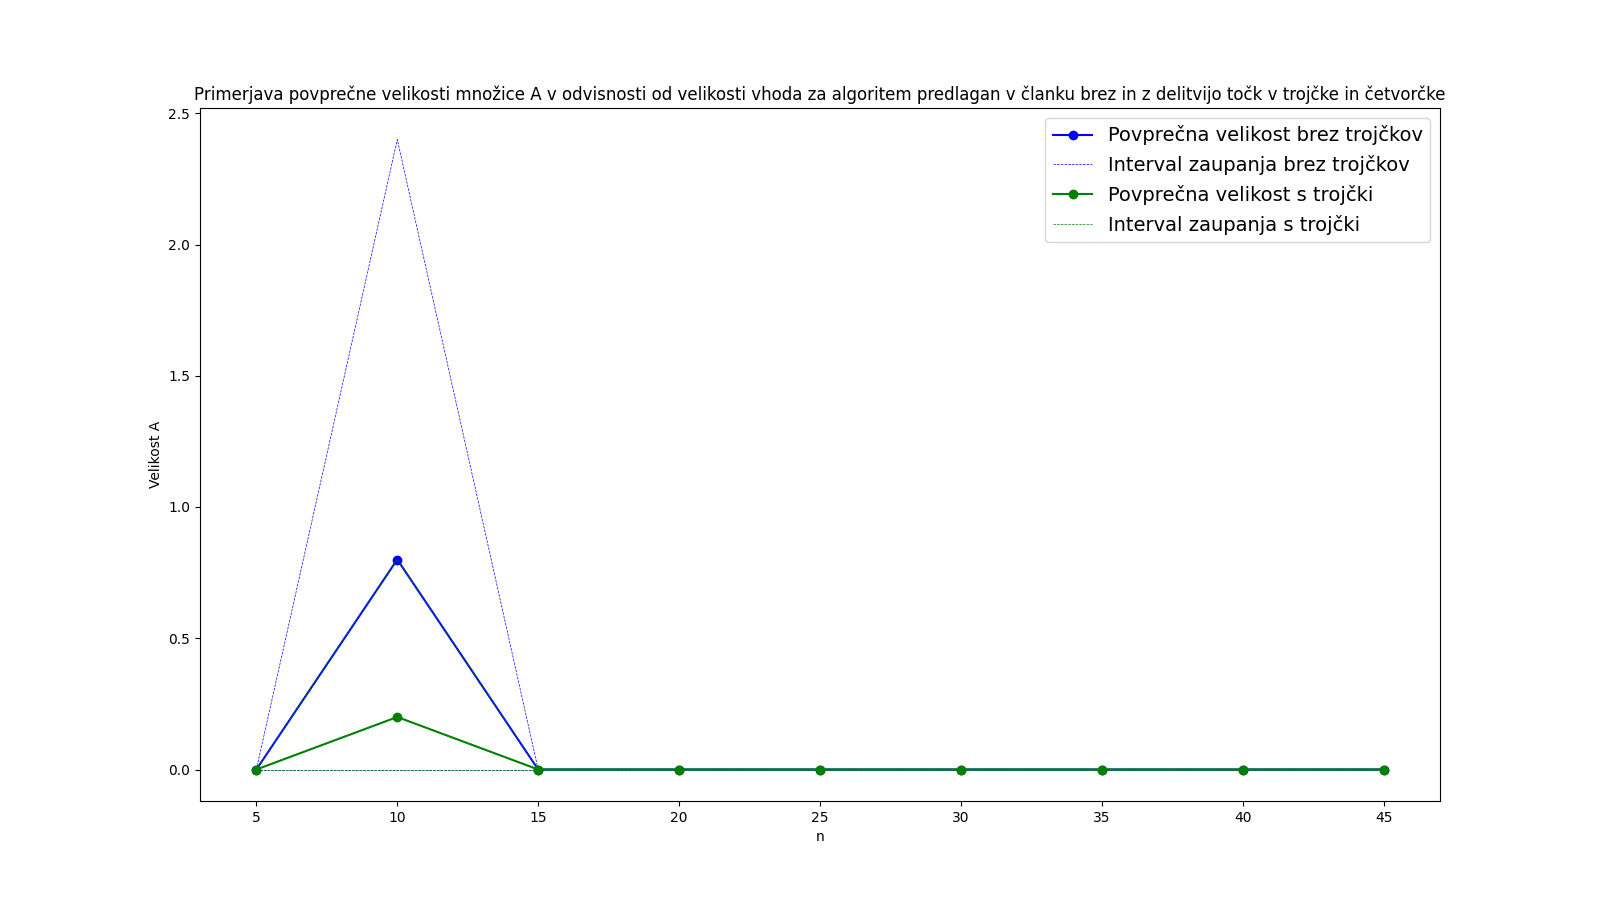 Primerjava povprečne velikosti množice A v odvisnosti od velikosti vhoda za algoritem predlagan v članku brez in z delitvijo točk v trojčke in četvorčke
Povprečna velikost brez trojčkov
Interval zaupanja brez trojčkov
Povprečna velikost s trojčki
Interval zaupanja s trojčki
2.5
2.0
1.5
1.0
0.5
0.0
Velikost A
5 10 15 20 25 30 35 40 45
n